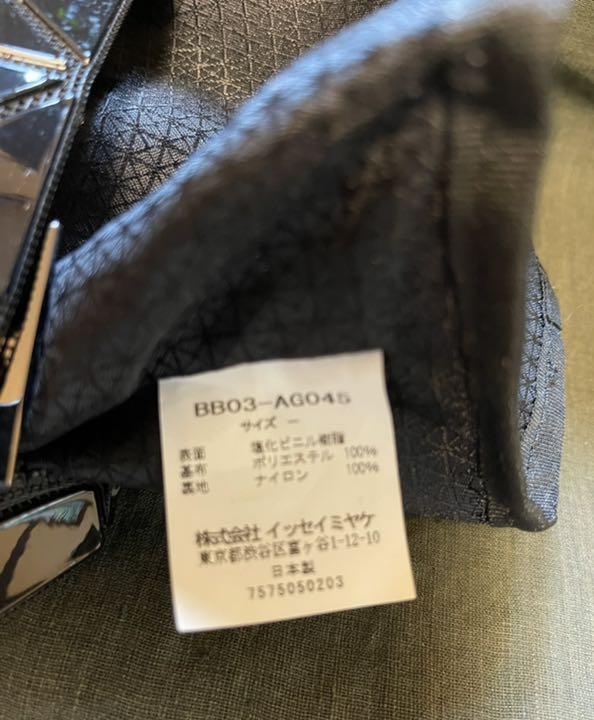 BB03-AG045
サイズ －
表面 塩化ビニル樹脂
基布 ポリエステル 100%
裏地 ナイロン 100%
株式会社 イッセイミヤケ
東京都渋谷区富ヶ谷1-12-10
日本製
7575050203